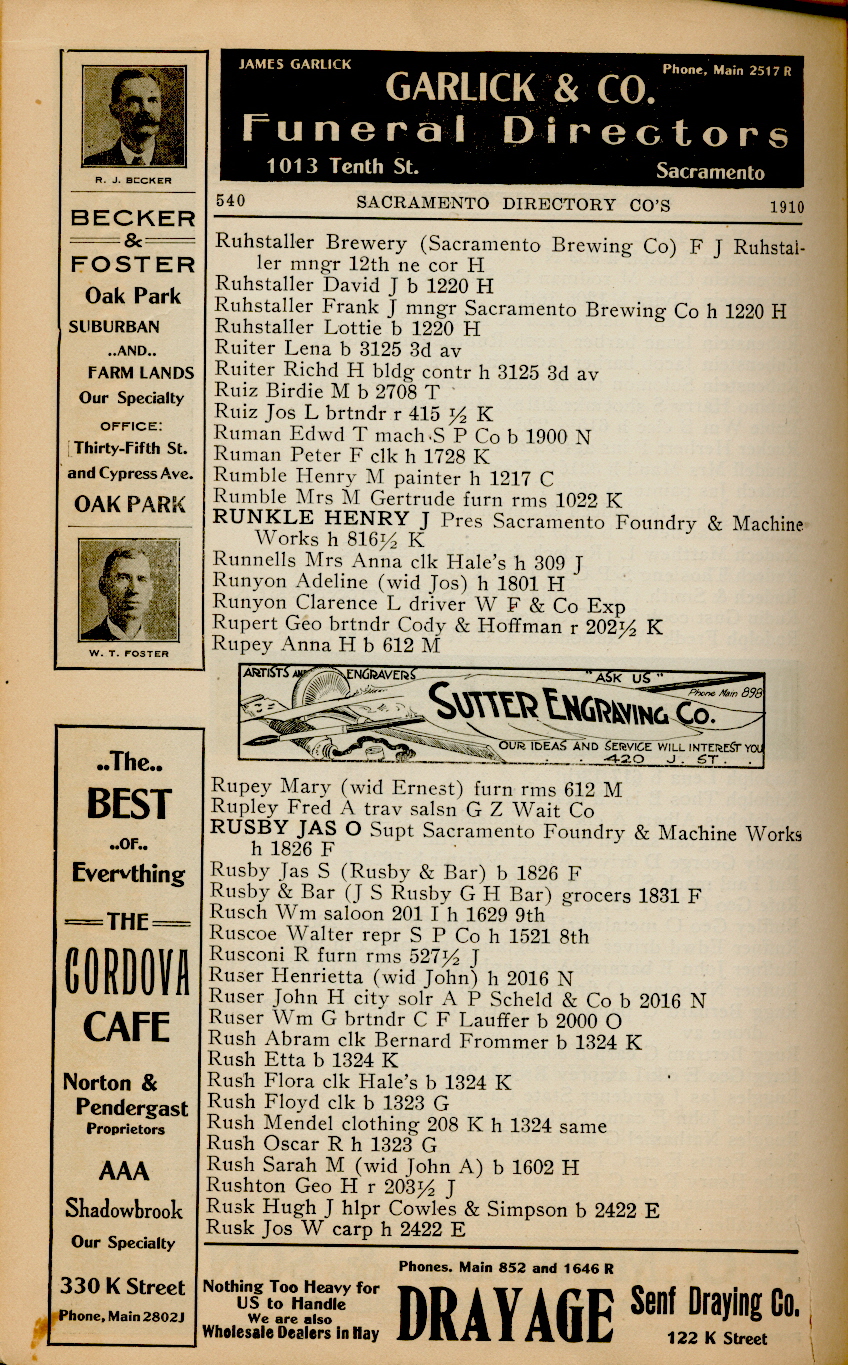 JAMES GARLICK
Phone, Main 2517 R
GARLICK & CO.
Funeral Directors
1013 Tenth St.
Sacramento
R. J. BECKER
BECKER
&
FOSTER
Oak Park
SUBURBAN
..AND..
FARM LANDS
Our Specialty
OFFICE:
Thirty-Fifth St.
and Cypress Ave.
OAK PARK
W. T. FOSTER
540 SACRAMENTO DIRECTORY CO'S 1910
Ruhstaller Brewery (Sacramento Brewing Co) F J Ruhstal-
ler mngr 12th ne cor H
Ruhstaller David J b 1220 H
Ruhstaller Frank J mngr Sacramento Brewing Co h 1220 H
Ruhstaller Lottie b 1220 H
Ruiter Lena b 3125 3d av
Ruiter Richd H bldg contr h 3125 3d av
Ruiz Birdie M b 2708 T
Ruiz Jos L brtndr r 415 ½ K
Ruman Edwd T mach S P Co b 1900 N
Ruman Peter F clk h 1728 K
Rumble Henry M painter h 1217 C
Rumble Mrs M Gertrude furn rms 1022 K
RUNKLE HENRY J Pres Sacramento Foundry & Machine
Works h 816½ K
Runnells Mrs Anna clk Hale's h 309 J
Runyon Adeline (wid Jos) h 1801 H
Runyon Clarence L driver W F & Co Exp
Rupert Geo brtndr Cody & Hoffman r 202½ K
Rupey Anna H b 612 M
ARTISTS AND ENGRAVERS
"ASK US"
Phone Main 898
SUTTER ENGRAVING CO.
OUR IDEAS AND SERVICE WILL INTEREST YOU
420 J. ST.
Rupey Mary (wid Ernest) furn rms 612 M
Rupley Fred A trav salsn G Z Wait Co
RUSBY JAS O Supt Sacramento Foundry & Machine Works
h 1826 F
Rusby Jas S (Rusby & Bar) b 1826 F
Rusby & Bar (J S Rusby G H Bar) grocers 1831 F
Rusch Wm saloon 201 I h 1629 9th
Ruscoe Walter repr S P Co h 1521 8th
Rusconi R furn rms 527½ J
Ruser Henrietta (wid John) h 2016 N
Ruser John H city solr A P Scheld & Co b 2016 N
Ruser Wm G brtndr C F Lauffer b 2000 O
Rush Abram clk Bernard Frommer b 1324 K
Rush Etta b 1324 K
Rush Flora clk Hale's b 1324 K
Rush Floyd clk b 1323 G
Rush Mendel clothing 208 K h 1324 same
Rush Oscar R h 1323 G
Rush Sarah M (wid John A) b 1602 H
Rushton Geo H r 203½ J
Rusk Hugh J hlpr Cowles & Simpson b 2422 E
Rusk Jos W carp h 2422 E
..The..
BEST
..OF..
Everything
THE
CORDOVA
CAFE
Norton &
Pendergast
Proprietors
AAA
Shadowbrook
Our Specialty
330 K Street
Phone, Main 2802J
Nothing Too Heavy for
US to Handle
We are also
Wholesale Dealers in Hay
Phones. Main 852 and 1646 R
DRAYAGE
Senf Draying Co.
122 K Street